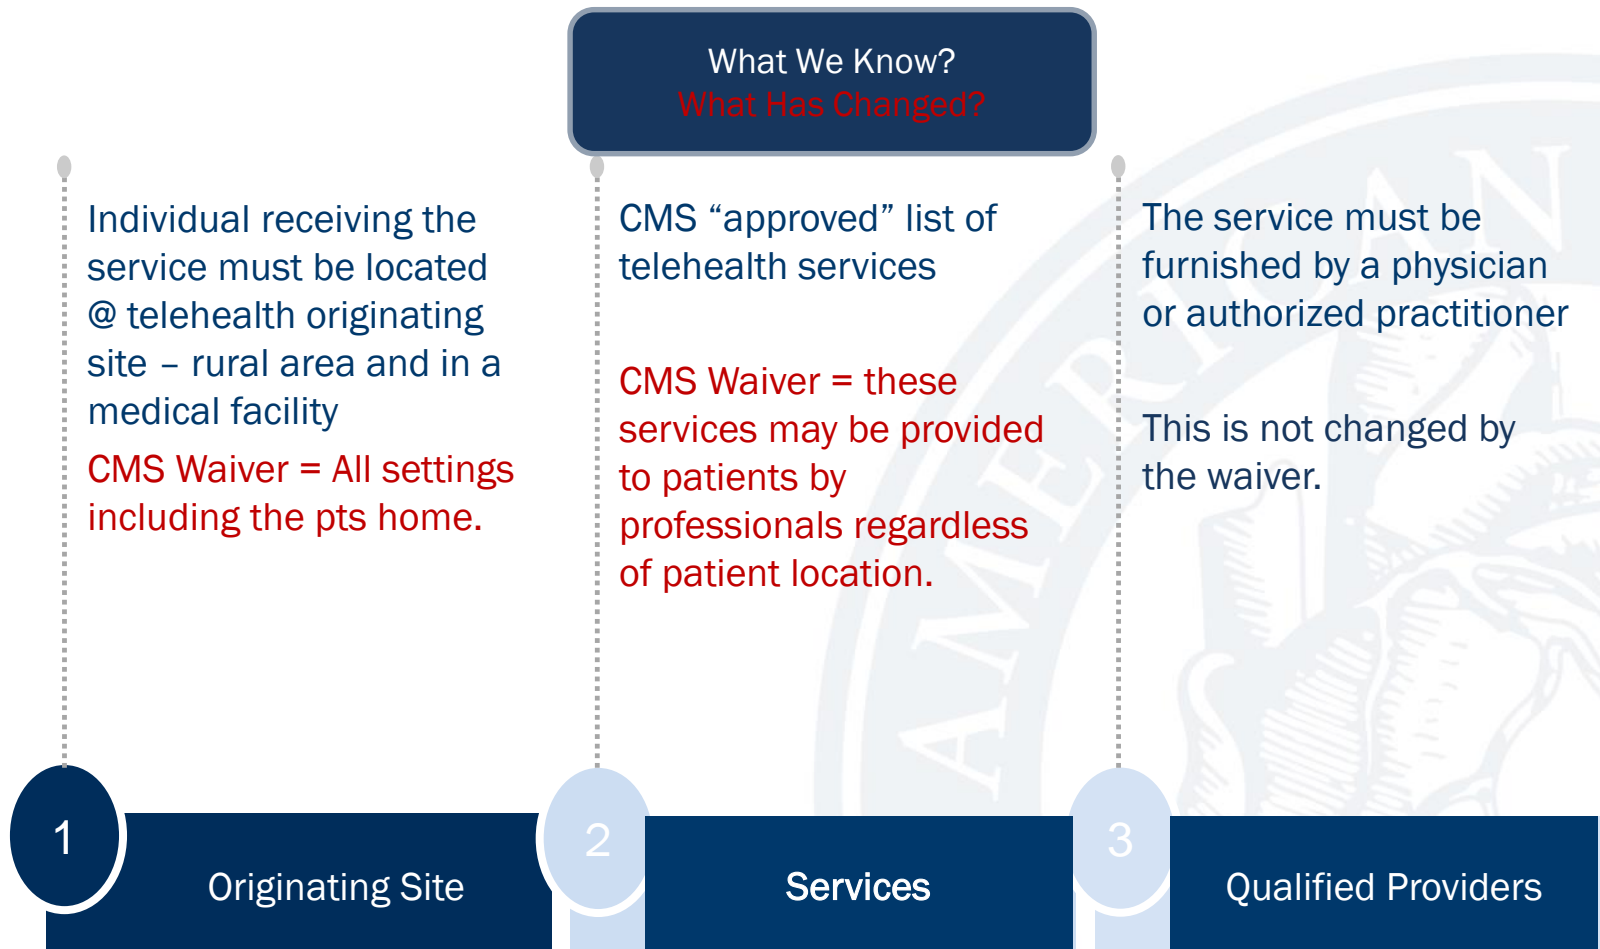 What We Know?
What Has Changed?
Individual receiving the
service must be located
@ telehealth originating
site – rural area and in a
medical facility
CMS Waiver = All settings
including the pts home.
CMS “approved” list of
telehealth services
CMS Waiver = these
services may be provided
to patients by
professionals regardless
of patient location.
The service must be
furnished by a physician
or authorized practitioner
This is not changed by
the waiver.
1
Originating Site
2
Services
3
Qualified Providers
AMERICAN